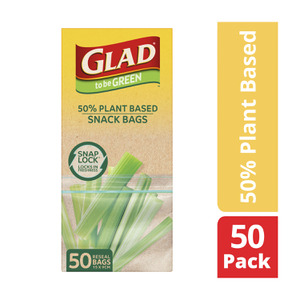 GLAD
to be GREEN
50% PLANT BASED
SNACK BAGS
SNAP
LOCK
LOCKS IN
FRESHNESS
50 RESEAL
BAGS
50% Plant Based
50
Pack